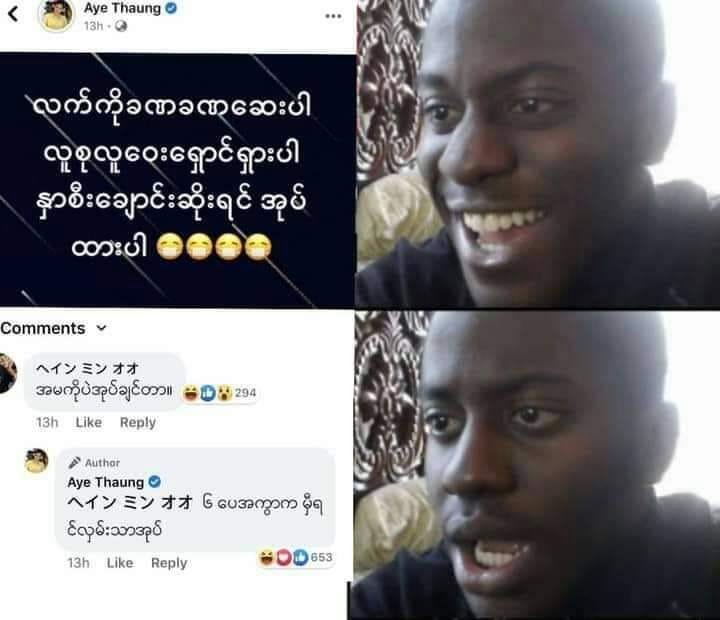 Aye Thaung
13h
လက်ကိုခဏခဏဆေးပါ
လူစုလူဝေးရှောင်ရှားပါ
နှာစီးချောင်းဆိုးရင် အုပ်
ထားပါ 😷😷😷😷
Comments
ヘイン ミン オオ
အမကိုပဲအုပ်ချင်တာ။
294
13h Like Reply
Author
Aye Thaung
ヘイン ミン オオ ၆ ပေအကွာက မှီရ
င်လှမ်းသာအုပ်
653
13h Like Reply